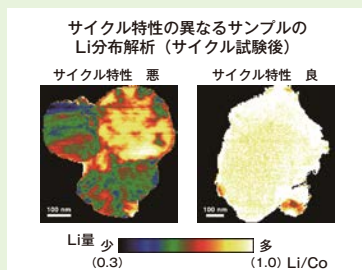 サイクル特性の異なるサンプルの
Li分布解析（サイクル試験後）
サイクル特性　悪
サイクル特性　良
100 nm
100 nm
Li量 少 多
(0.3) (1.0) Li/Co